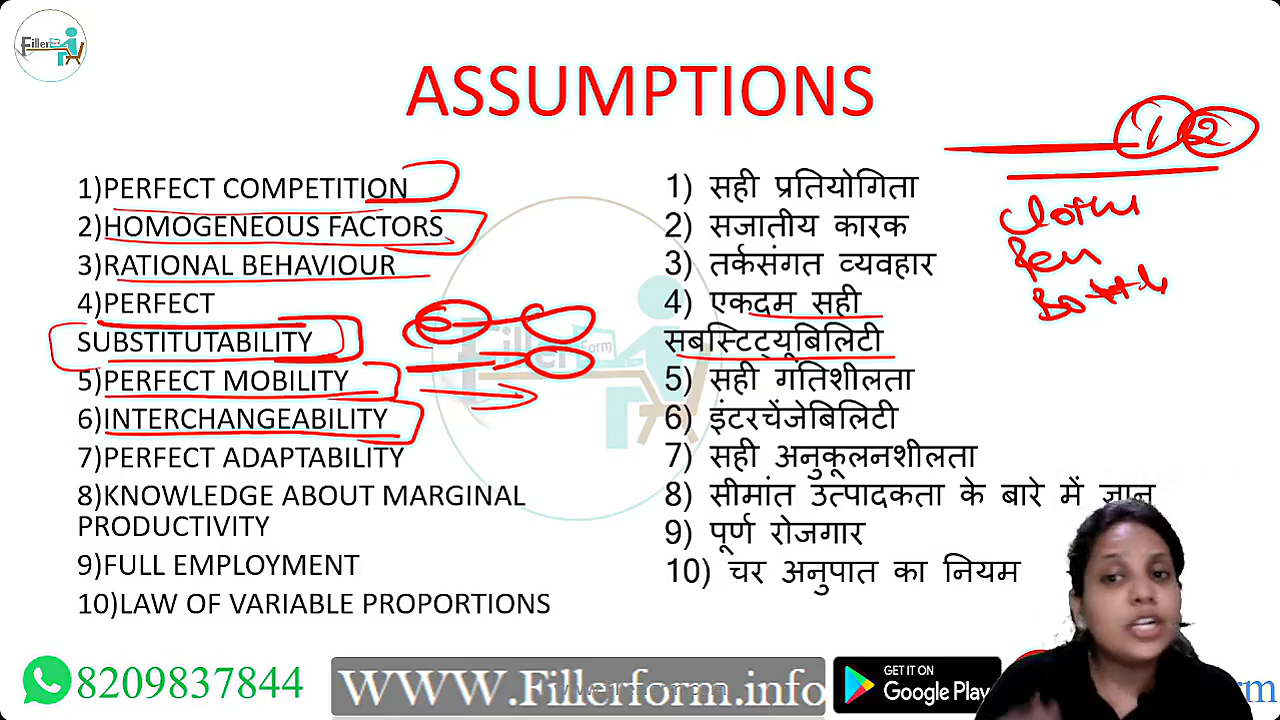 Fillerform
ASSUMPTIONS
1 2
1)PERFECT COMPETITION
2)HOMOGENEOUS FACTORS
3)RATIONAL BEHAVIOUR
4)PERFECT
SUBSTITUTABILITY
5)PERFECT MOBILITY
6)INTERCHANGEABILITY
7)PERFECT ADAPTABILITY
8)KNOWLEDGE ABOUT MARGINAL
PRODUCTIVITY
9)FULL EMPLOYMENT
10)LAW OF VARIABLE PROPORTIONS
1) सही प्रतियोगिता
2) सजातीय कारक
3) तर्कसंगत व्यवहार
4) एकदम सही
सबस्टिट्यूबिलिटी
5) सही गतिशीलता
6) इंटरचेंजेबिलिटी
7) सही अनुकूलनशीलता
8) सीमांत उत्पादकता के बारे में ज्ञान
9) पूर्ण रोजगार
10) चर अनुपात का नियम
Pen
8209837844
WWW.Fillerform.info
GET IT ON
Google Play